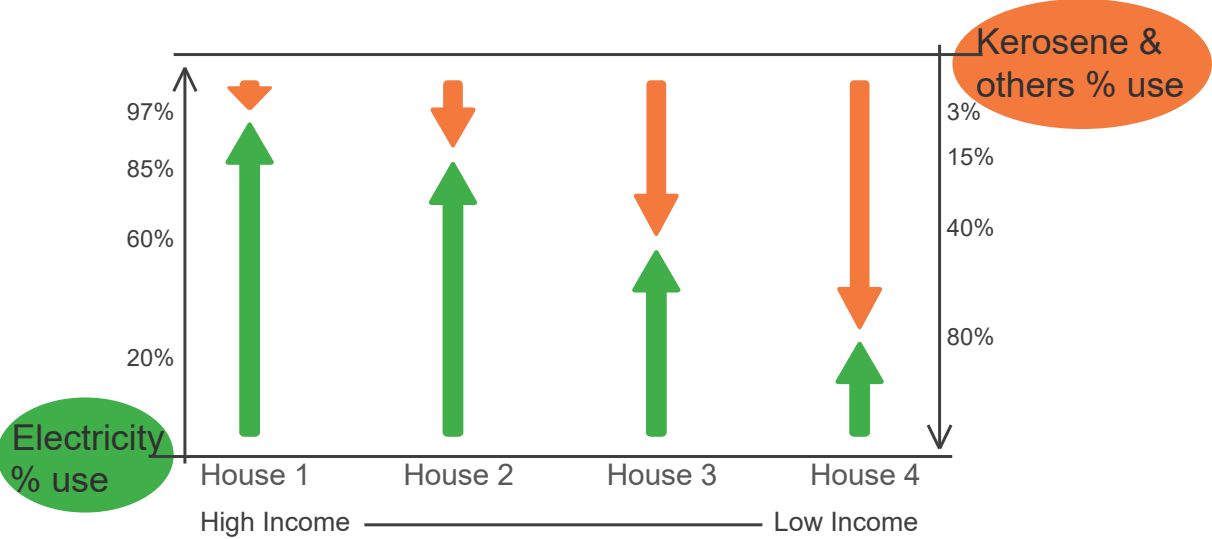 Kerosene &
others % use
97%
85%
60%
20%
3%
15%
40%
80%
Electricity
% use
House 1
House 2
House 3
House 4
High Income
Low Income